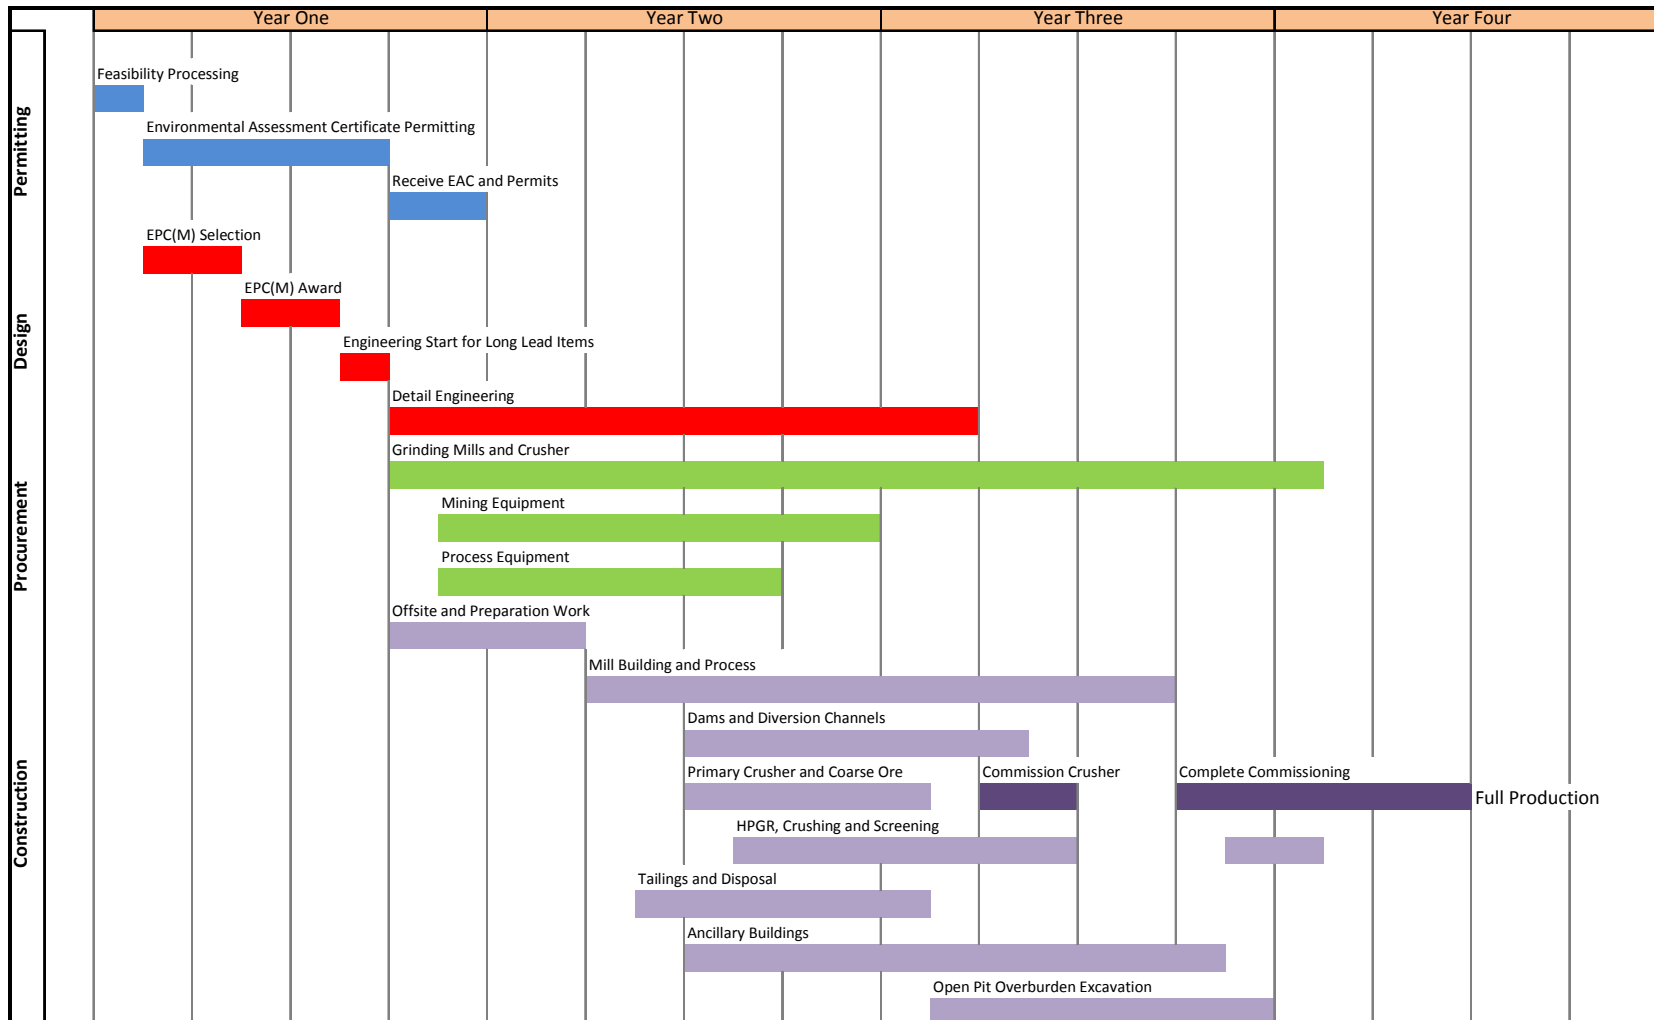 Year One
Year Two
Year Three
Year Four
Permitting
Feasibility Processing
Environmental Assessment Certificate Permitting
Receive EAC and Permits
Design
EPC(M) Selection
EPC(M) Award
Engineering Start for Long Lead Items
Detail Engineering
Procurement
Grinding Mills and Crusher
Mining Equipment
Process Equipment
Construction
Offsite and Preparation Work
Mill Building and Process
Dams and Diversion Channels
Primary Crusher and Coarse Ore
Commission Crusher
Complete Commissioning
Full Production
HPGR, Crushing and Screening
Tailings and Disposal
Ancillary Buildings
Open Pit Overburden Excavation